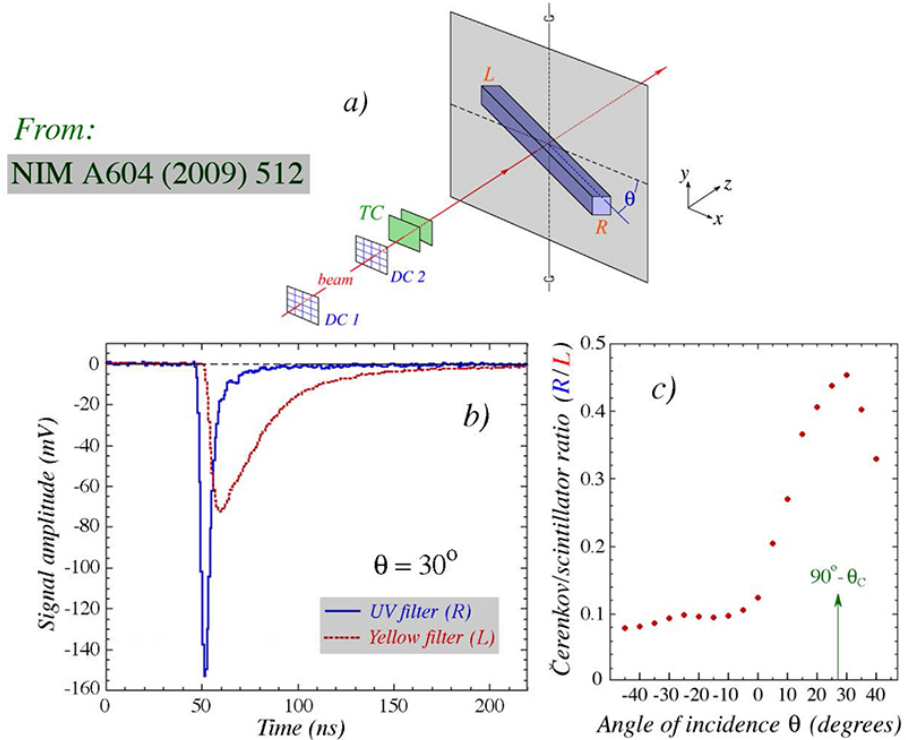 From:
NIM A604 (2009) 512
a)
G
L
R
θ
G
y
z
x
TC
DC 2
beam
DC 1
0
-20
-40
-60
-80
-100
-120
-140
-160
Signal amplitude (mV)
b)
θ = 30°
UV filter (R)
Yellow filter (L)
0 50 100 150 200
Time (ns)
0.5
0.4
0.3
0.2
0.1
0
Čerenkov/scintillator ratio (R/L)
c)
90°- θC
-40 -30 -20 -10 0 10 20 30 40
Angle of incidence θ (degrees)